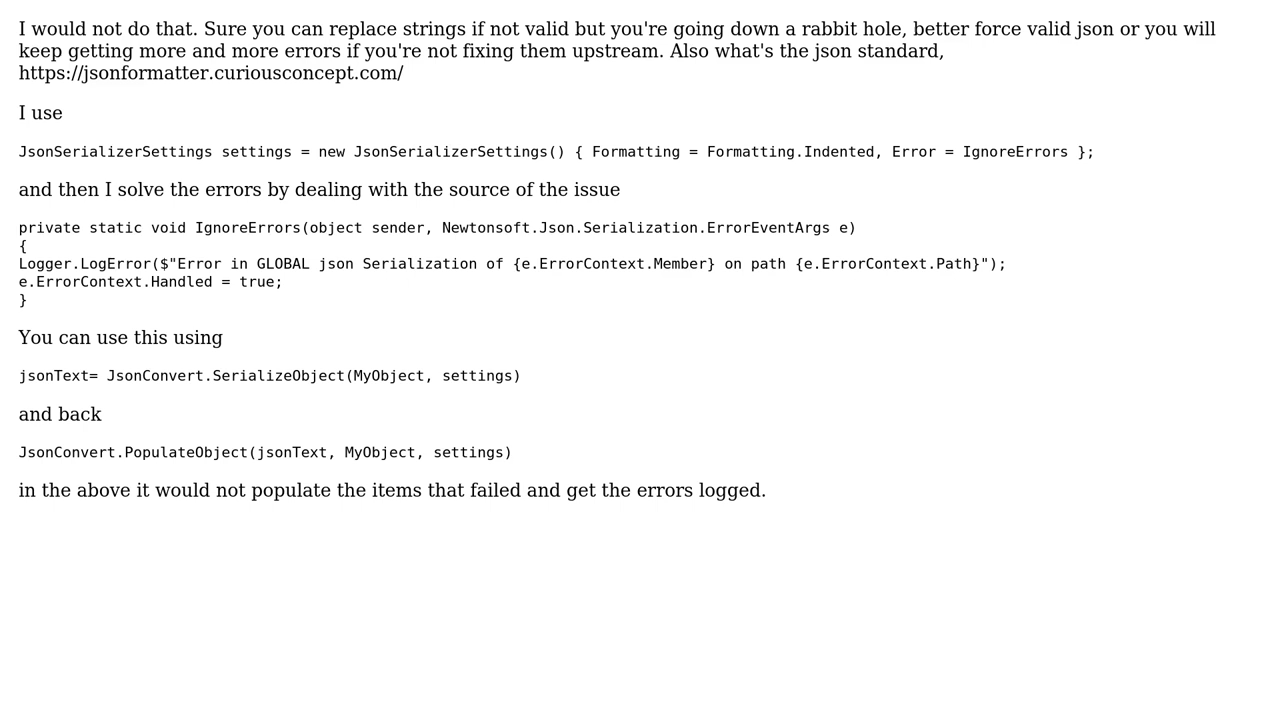 I would not do that. Sure you can replace strings if not valid but you're going down a rabbit hole, better force valid json or you will
keep getting more and more errors if you're not fixing them upstream. Also what's the json standard,
https://jsonformatter.curiousconcept.com/
I use
JsonSerializerSettings settings = new JsonSerializerSettings() { Formatting = Formatting.Indented, Error = IgnoreErrors };
and then I solve the errors by dealing with the source of the issue
private static void IgnoreErrors(object sender, Newtonsoft.Json.Serialization.ErrorEventArgs e)
{
Logger.LogError($"Error in GLOBAL json Serialization of {e.ErrorContext.Member} on path {e.ErrorContext.Path}");
e.ErrorContext.Handled = true;
}
You can use this using
jsonText= JsonConvert.SerializeObject(MyObject, settings)
and back
JsonConvert.PopulateObject(jsonText, MyObject, settings)
in the above it would not populate the items that failed and get the errors logged.